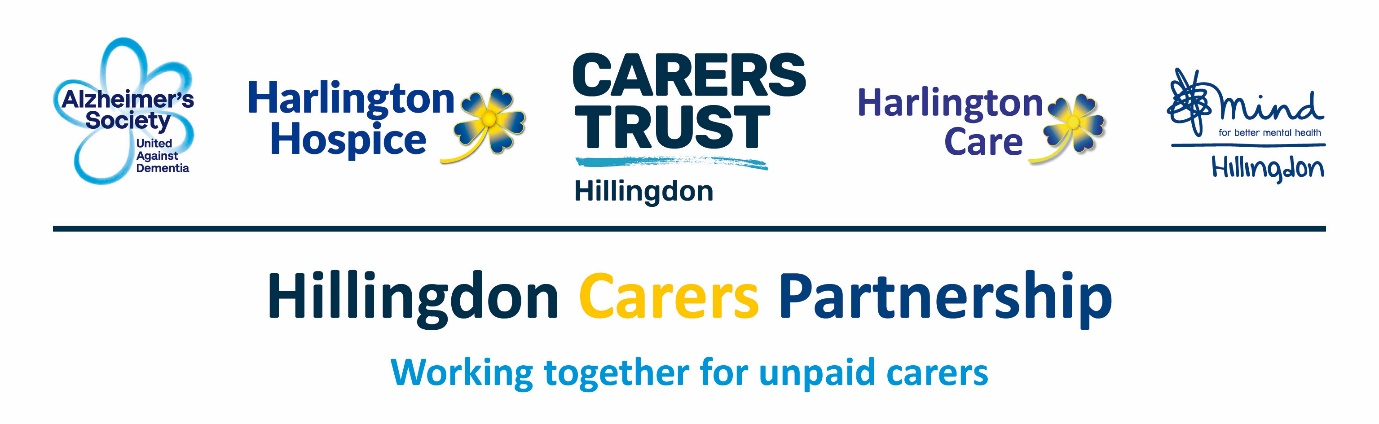 Alzheimer's
Society
United
Against
Dementia
Harlington
Hospice
CARERS
TRUST
Hillingdon
Harlington
Care
mind
for better mental health
Hillingdon
Hillingdon Carers Partnership
Working together for unpaid carers